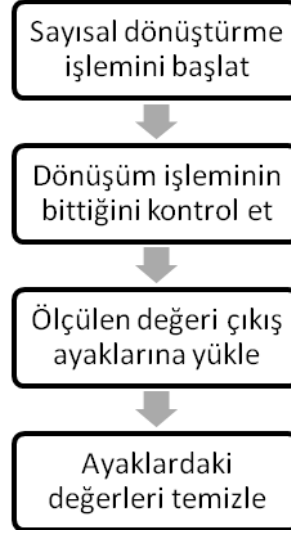 Sayısal dönüştürme
işlemini başlat
Dönüşüm işleminin
bittiğini kontrol et
Ölçülen değeri çıkış
ayaklarına yükle
Ayaklardaki
değerleri temizle